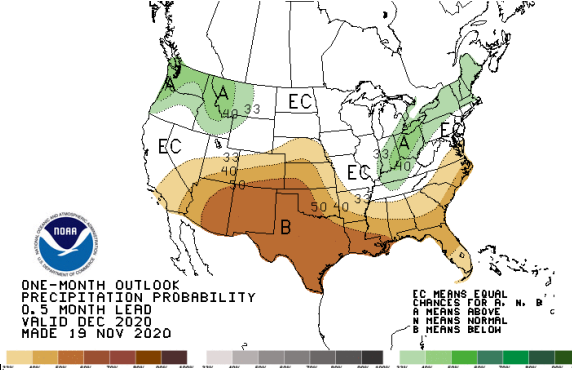 A
A
40
33
EC
EC
33
40
50
EC
33
A
40
EC
50
40
33
B
NOAA
ONE-MONTH OUTLOOK
PRECIPITATION PROBABILITY
0.5 MONTH LEAD
VALID DEC 2020
MADE 19 NOV 2020
EC MEANS EQUAL
CHANCES FOR A, N, B
A MEANS ABOVE
N MEANS NORMAL
B MEANS BELOW